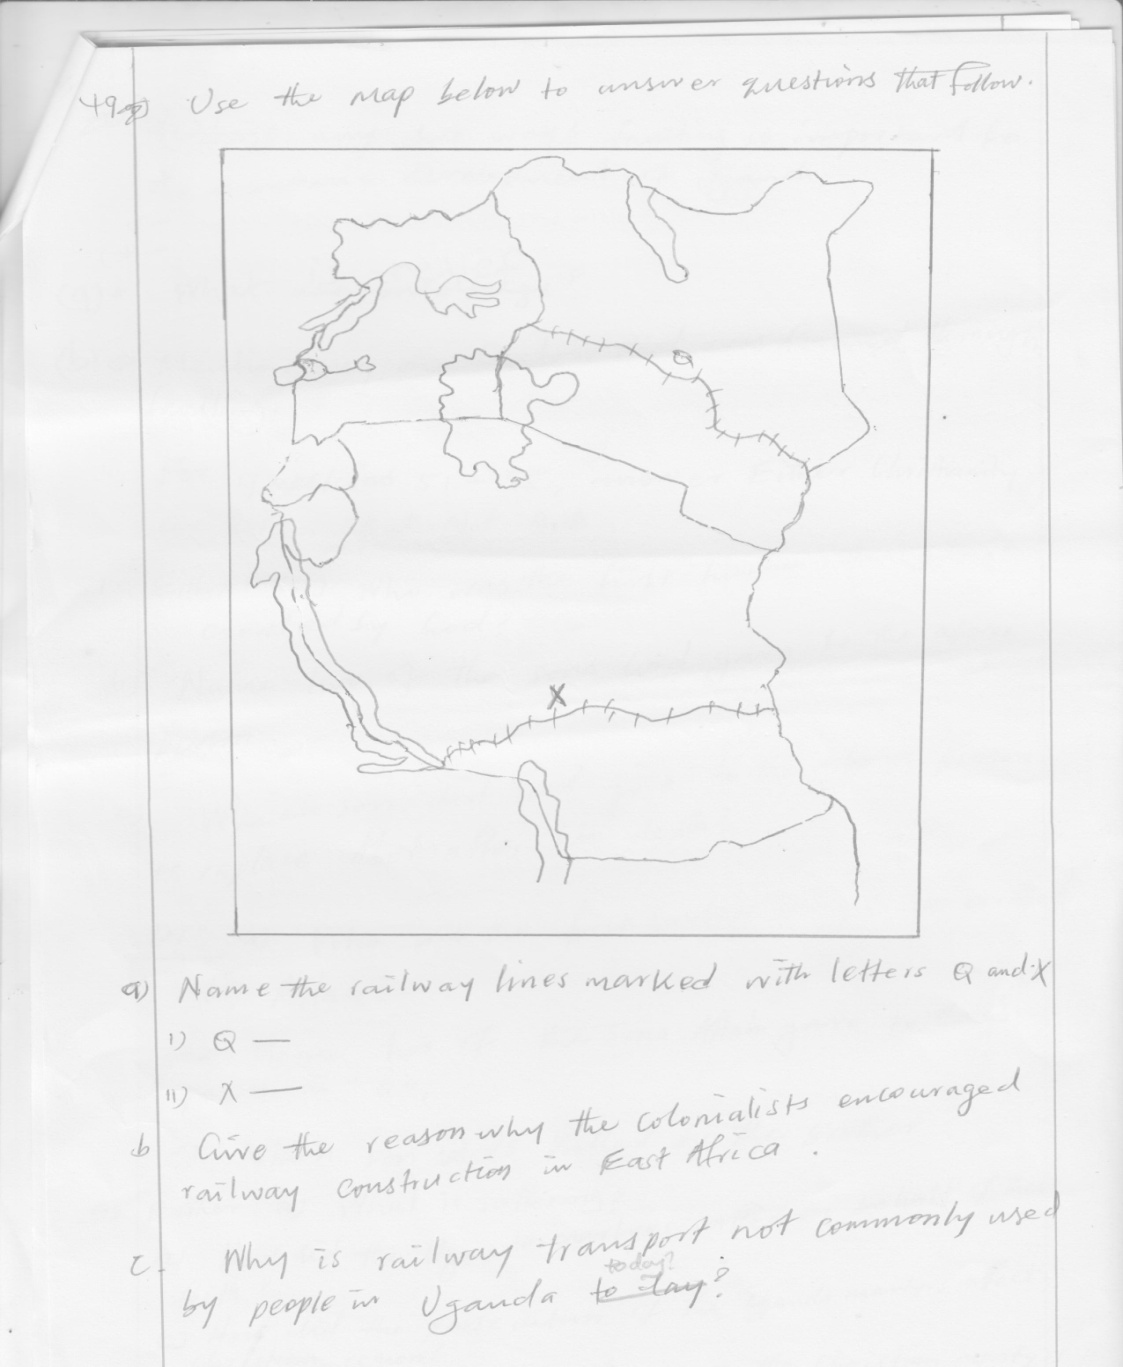 49a) Use the map below to answer questions that follow.
Q
X
a) Name the railway lines marked with letters Q and X
i) Q —
ii) X —
b Give the reason why the colonialists encouraged
railway construction in East Africa .
c. Why is railway transport not commonly used
today?
by people in Uganda to day?